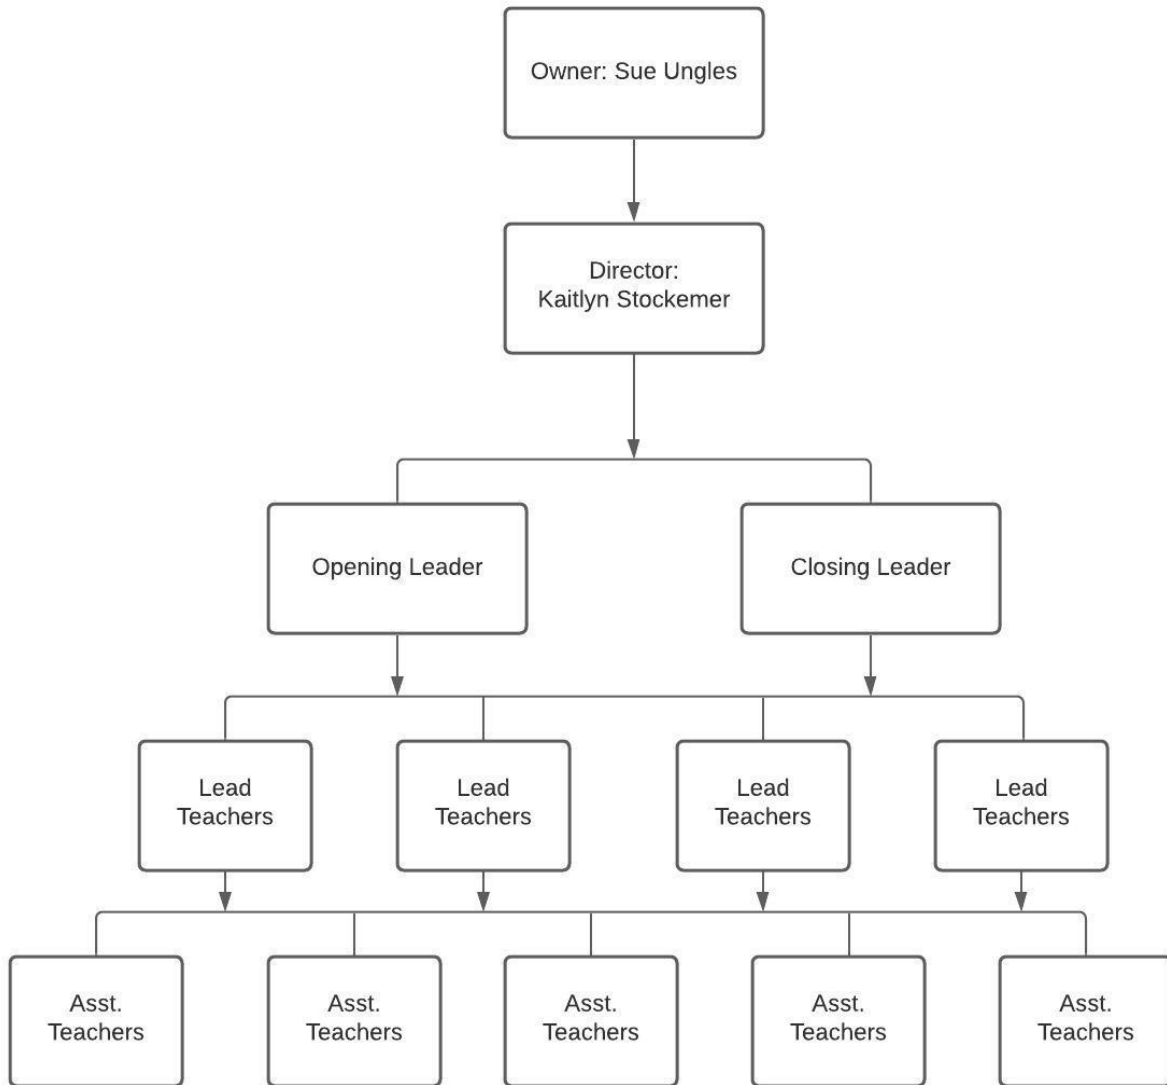 Owner: Sue Ungles
Director:
Kaitlyn Stockemer
Opening Leader
Closing Leader
Lead
Teachers
Lead
Teachers
Lead
Teachers
Lead
Teachers
Asst.
Teachers
Asst.
Teachers
Asst.
Teachers
Asst.
Teachers
Asst.
Teachers